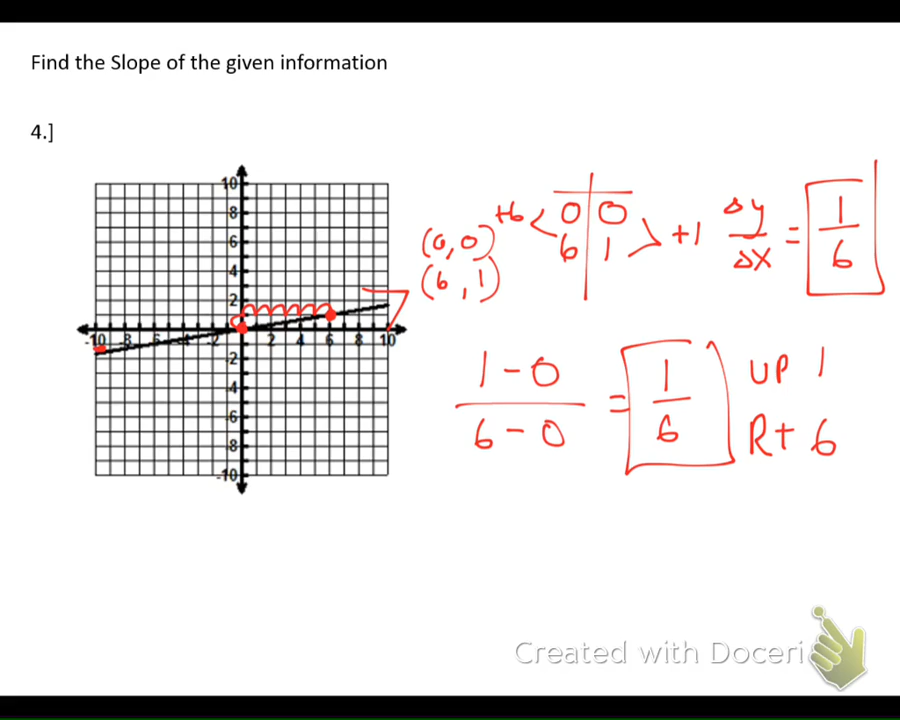 Find the Slope of the given information
4.]
10
8
6
4
2
-10 -8 -6 -4 -2 2 4 6 8 10
-2
-4
-6
-8
-10
(0,0)
(6,1)
+6 < 0 | 0
6 | 1 > +1
Δy/Δx = 1/6
1-0
6-0
= 1/6
UP 1
Rt 6
Created with Doceri